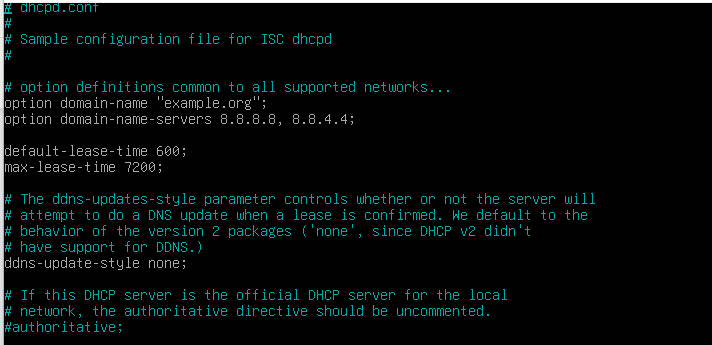 # dhcpd.conf
#
# Sample configuration file for ISC dhcpd
#
# option definitions common to all supported networks...
option domain-name "example.org";
option domain-name-servers 8.8.8.8, 8.8.4.4;
default-lease-time 600;
max-lease-time 7200;
# The ddns-updates-style parameter controls whether or not the server will
# attempt to do a DNS update when a lease is confirmed. We default to the
# behavior of the version 2 packages ('none', since DHCP v2 didn't
# have support for DDNS.)
ddns-update-style none;
# If this DHCP server is the official DHCP server for the local
# network, the authoritative directive should be uncommented.
#authoritative;